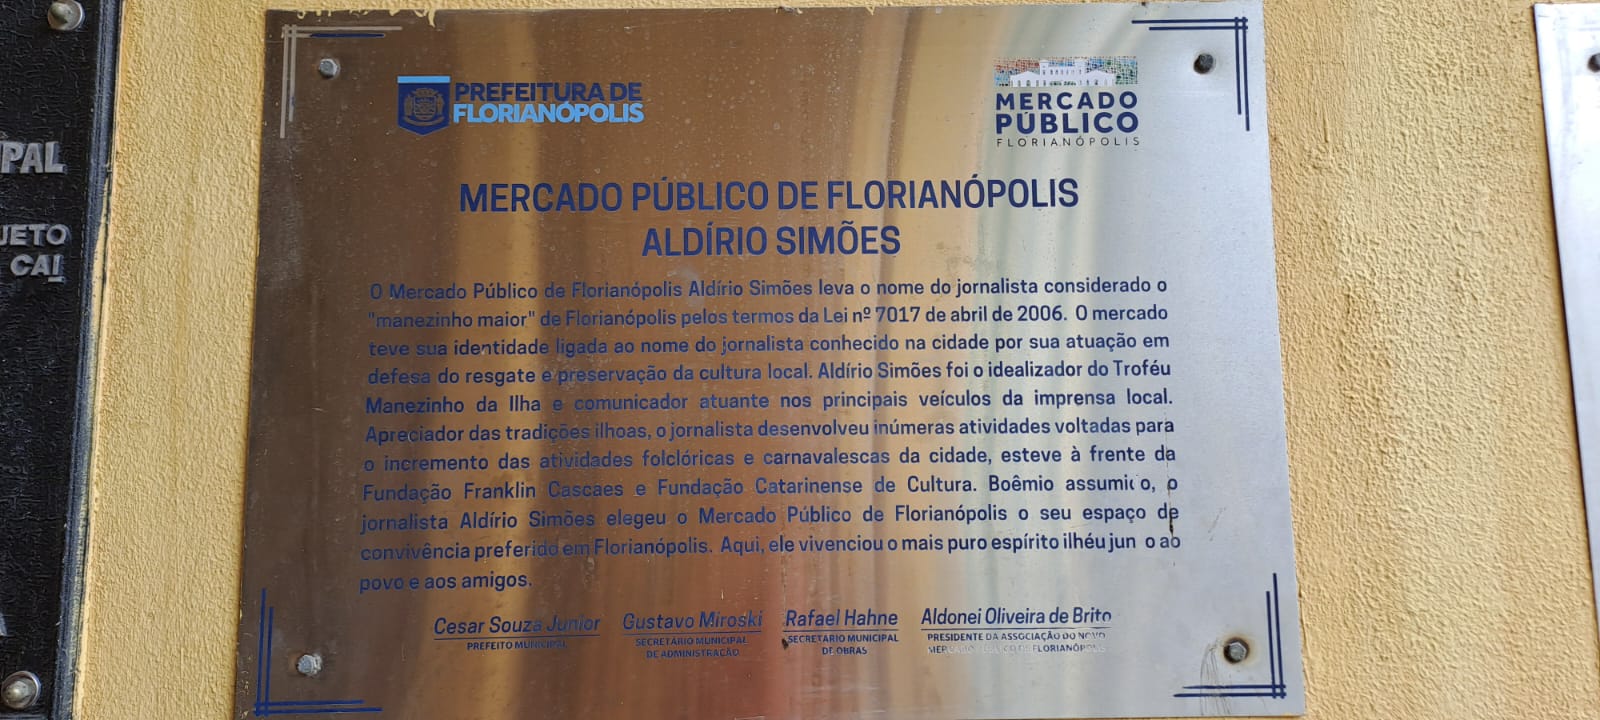 PAL
JETO
CAI
PREFEITURA DE
FLORIANÓPOLIS
MERCADO
PÚBLICO
FLORIANÓPOLIS
MERCADO PÚBLICO DE FLORIANÓPOLIS
ALDÍRIO SIMÕES
O Mercado Público de Florianópolis Aldírio Simões leva o nome do jornalista considerado o
"manezinho maior" de Florianópolis pelos termos da Lei nº 7017 de abril de 2006. O mercado
teve sua identidade ligada ao nome do jornalista conhecido na cidade por sua atuação em
defesa do resgate e preservação da cultura local. Aldírio Simões foi o idealizador do Troféu
Manezinho da Ilha e comunicador atuante nos principais veículos da imprensa local.
Apreciador das tradições ilhoas, o jornalista desenvolveu inúmeras atividades voltadas para
o incremento das atividades folclóricas e carnavalescas da cidade, esteve à frente da
Fundação Franklin Cascaes e Fundação Catarinense de Cultura. Boêmio assumido, o
jornalista Aldírio Simões elegeu o Mercado Público de Florianópolis o seu espaço de
convivência preferido em Florianópolis. Aqui, ele vivenciou o mais puro espírito ilhéu jun o ao
povo e aos amigos.
Cesar Souza Junior
PREFEITO MUNICIPAL
Gustavo Miroski
SECRETÁRIO MUNICIPAL
DE ADMINISTRAÇÃO
Rafael Hahne
SECRETÁRIO MUNICIPAL
DE OBRAS
Aldonei Oliveira de Brito
PRESIDENTE DA ASSOCIAÇÃO DO NOVO
MERCADO PÚBLICO DE FLORIANÓPOLIS